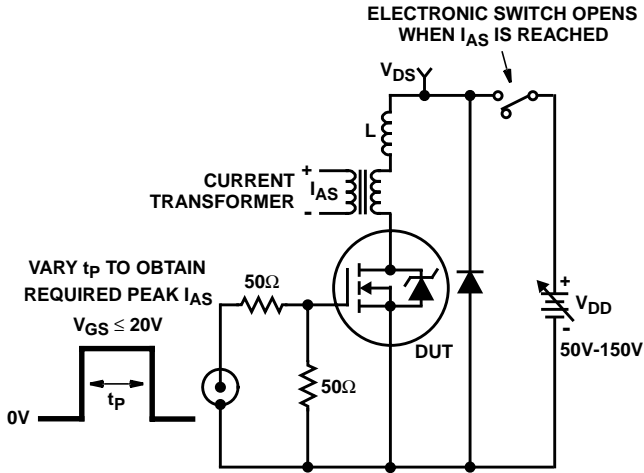 ELECTRONIC SWITCH OPENS
WHEN IAS IS REACHED
VDS
L
+
CURRENT
TRANSFORMER
IAS
-
VARY tP TO OBTAIN
REQUIRED PEAK IAS
50Ω
VGS ≤ 20V
DUT
+
VDD
-
50V-150V
50Ω
tP
0V